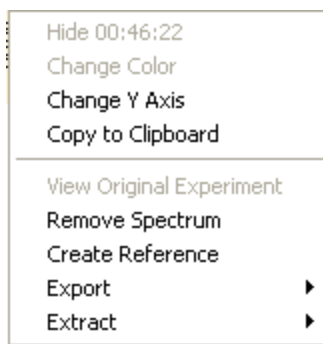 Hide 00:46:22
Change Color
Change Y Axis
Copy to Clipboard
View Original Experiment
Remove Spectrum
Create Reference
Export
Extract